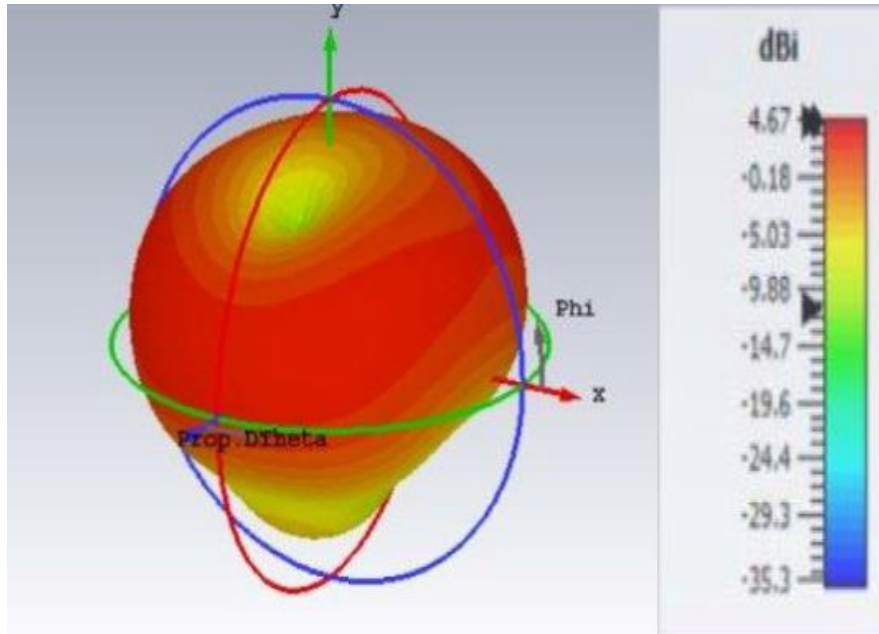 y
Phi
x
Prop.DTheta
dBi
4.67
-0.18
-5.03
-9.88
-14.7
-19.6
-24.4
-29.3
-35.3